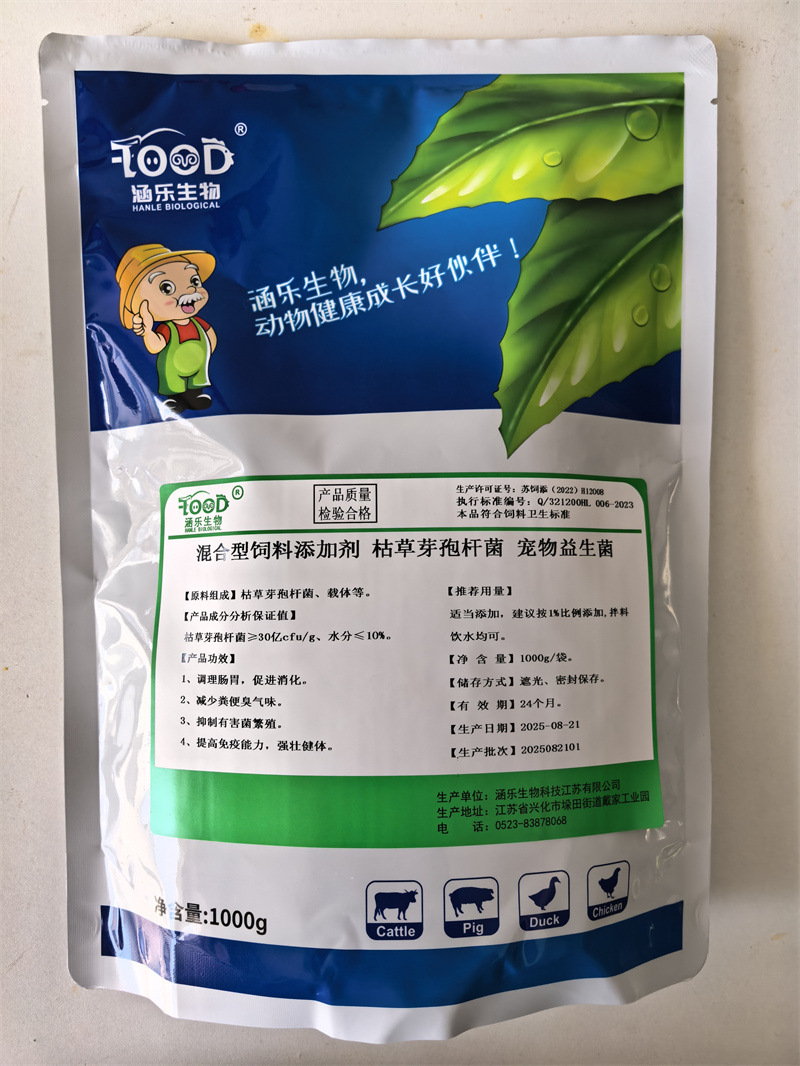 FOOD®
涵乐生物
HANLE BIOLOGICAL
涵乐生物，
动物健康成长好伙伴！
FOOD®
涵乐生物
HANLE BIOLOGICAL
产品质量
检验合格
生产许可证号：苏饲添（2022）H12008
执行标准编号：Q/321200HL 006-2023
本品符合饲料卫生标准
混合型饲料添加剂 枯草芽孢杆菌 宠物益生菌
【原料组成】枯草芽孢杆菌、载体等。
【产品成分分析保证值】
枯草芽孢杆菌≥30亿cfu/g、水分≤10%。
【产品功效】
1、调理肠胃，促进消化。
2、减少粪便臭气味。
3、抑制有害菌繁殖。
4、提高免疫能力，强壮健体。
【推荐用量】
适当添加，建议按1%比例添加,拌料
饮水均可。
【净 含 量】1000g/袋。
【储存方式】遮光、密封保存。
【有 效 期】24个月。
【生产日期】2025-08-21
【生产批次】2025082101
生产单位：涵乐生物科技江苏有限公司
生产地址：江苏省兴化市垛田街道戴家工业园
电 话：0523-83878068
净含量:1000g
Cattle
Pig
Duck
Chicken